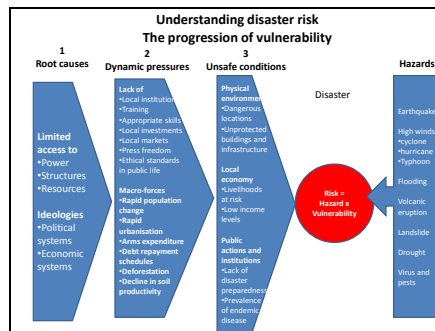 Understanding disaster risk
The progression of vulnerability
1
Root causes
Limited
access to
•Power
•Structures
•Resources
Ideologies
•Political
systems
•Economic
systems
2
Dynamic pressures
Lack of
•Local institution
•Training
•Appropriate skills
•Local investments
•Local markets
•Press freedom
•Ethical standards
in public life
Macro-forces
•Rapid population
change
•Rapid
urbanisation
•Arms expenditure
•Debt repayment
schedules
•Deforestation
•Decline in soil
productivity
3
Unsafe conditions
Physical
environmen
•Dangerous
locations
•Unprotected
buildings and
infrastructure
Local
economy
•Livelihoods
at risk
•Low income
levels
Public
actions and
institutions
•Lack of
disaster
preparedness
•Prevalence
of endemic
disease
Disaster
Risk =
Hazard x
Vulnerability
Hazards
Earthquake
High winds
•cyclone
•hurricane
•Typhoon
Flooding
Volcanic
eruption
Landslide
Drought
Virus and
pests